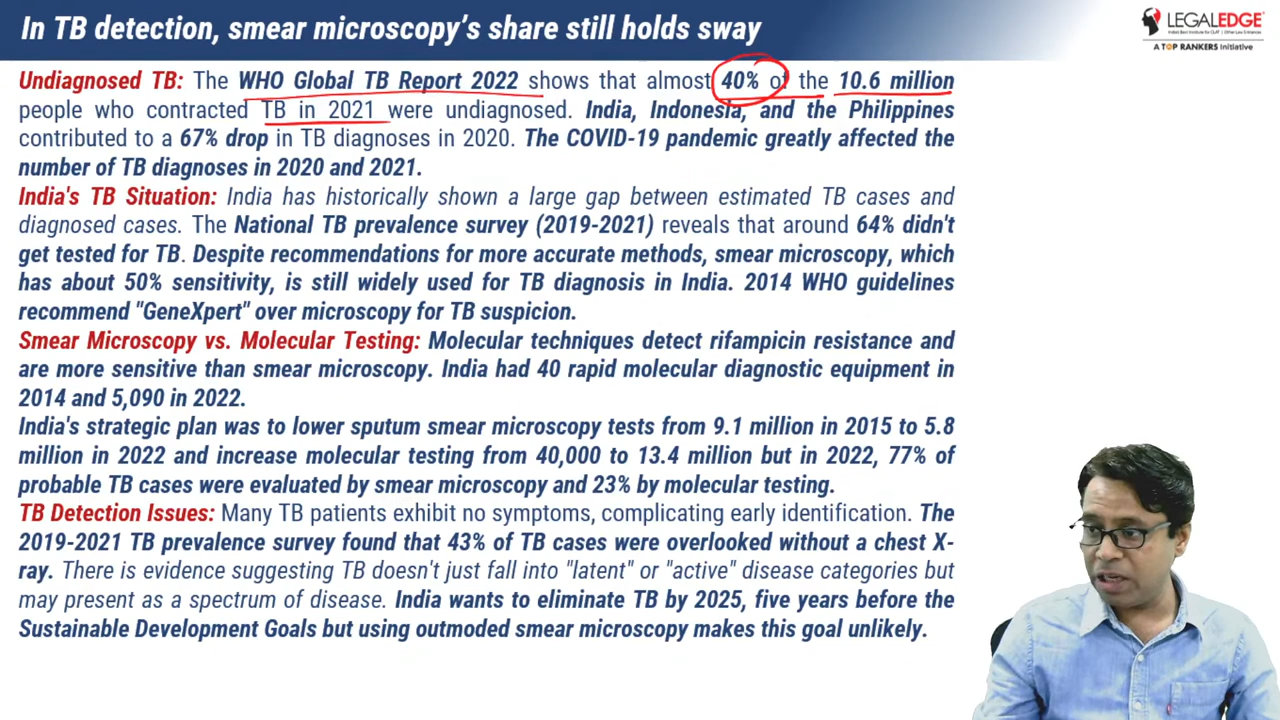 In TB detection, smear microscopy's share still holds sway
LEGALEDGE
A TOP RANKERS Initiative
Undiagnosed TB: The WHO Global TB Report 2022 shows that almost 40% of the 10.6 million
people who contracted TB in 2021 were undiagnosed. India, Indonesia, and the Philippines
contributed to a 67% drop in TB diagnoses in 2020. The COVID-19 pandemic greatly affected the
number of TB diagnoses in 2020 and 2021.
India's TB Situation: India has historically shown a large gap between estimated TB cases and
diagnosed cases. The National TB prevalence survey (2019-2021) reveals that around 64% didn't
get tested for TB. Despite recommendations for more accurate methods, smear microscopy, which
has about 50% sensitivity, is still widely used for TB diagnosis in India. 2014 WHO guidelines
recommend "GeneXpert" over microscopy for TB suspicion.
Smear Microscopy vs. Molecular Testing: Molecular techniques detect rifampicin resistance and
are more sensitive than smear microscopy. India had 40 rapid molecular diagnostic equipment in
2014 and 5,090 in 2022.
India's strategic plan was to lower sputum smear microscopy tests from 9.1 million in 2015 to 5.8
million in 2022 and increase molecular testing from 40,000 to 13.4 million but in 2022, 77% of
probable TB cases were evaluated by smear microscopy and 23% by molecular testing.
TB Detection Issues: Many TB patients exhibit no symptoms, complicating early identification. The
2019-2021 TB prevalence survey found that 43% of TB cases were overlooked without a chest X-
ray. There is evidence suggesting TB doesn't just fall into "latent" or "active" disease categories but
may present as a spectrum of disease. India wants to eliminate TB by 2025, five years before the
Sustainable Development Goals but using outmoded smear microscopy makes this goal unlikely.